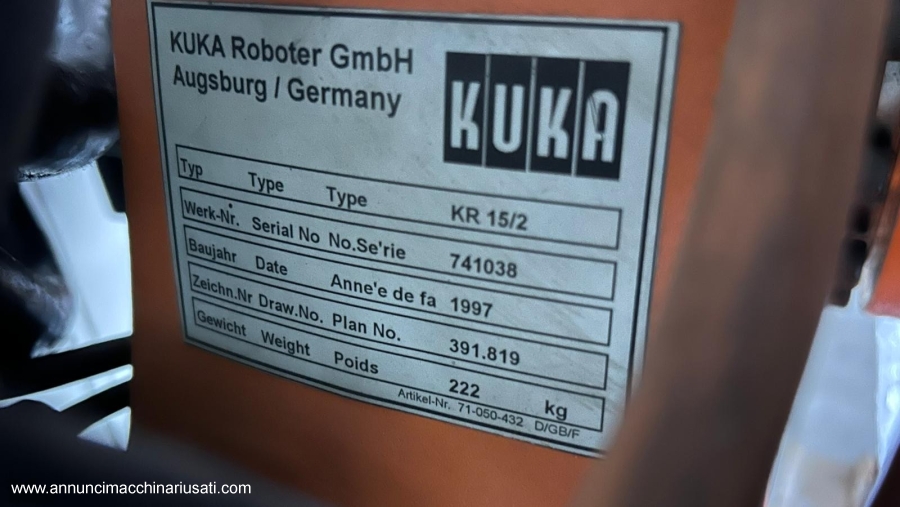 KUKA Roboter GmbH
Augsburg / Germany
KUKA
Typ Type Type KR 15/2
Werk-Nr. Serial No No.Se'rie 741038
Baujahr Date Anne'e de fa 1997
Zeichn.Nr Draw.No. Plan No. 391.819
Gewicht Weight Poids 222 kg
Artikel-Nr. 71-050-432 D/GB/F
www.annuncimacchinariusati.com